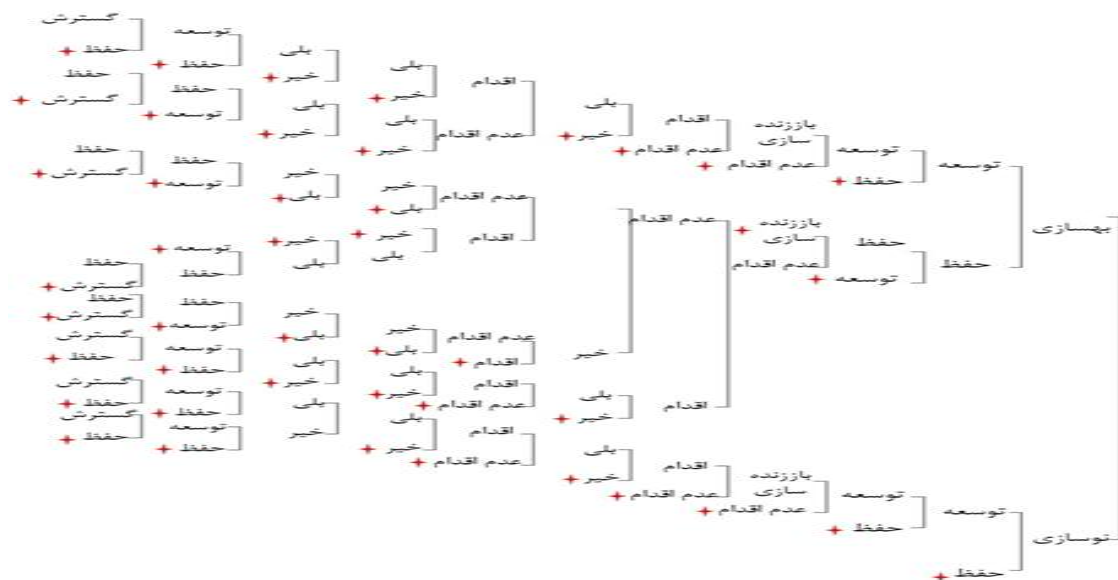 بهسازی
نوسازی
توسعه
حفظ
توسعه
حفظ
توسعه
حفظ
حفظ
توسعه
توسعه
حفظ
باززنده
سازی
عدم اقدام
باززنده
سازی
عدم اقدام
باززنده
سازی
عدم اقدام
اقدام
عدم اقدام
عدم اقدام
اقدام
اقدام
عدم اقدام
بلی
خیر
خیر
بلی
خیر
بلی
خیر
اقدام
عدم اقدام
عدم اقدام
اقدام
عدم اقدام
اقدام
اقدام
عدم اقدام
اقدام
عدم اقدام
بلی
خیر
بلی
خیر
خیر
بلی
خیر
بلی
خیر
بلی
بلی
خیر
بلی
خیر
بلی
خیر
بلی
خیر
خیر
بلی
خیر
بلی
خیر
بلی
بلی
خیر
بلی
خیر
توسعه
حفظ
حفظ
توسعه
حفظ
توسعه
توسعه
حفظ
حفظ
توسعه
توسعه
حفظ
توسعه
حفظ
توسعه
حفظ
گسترش
حفظ
حفظ
گسترش
حفظ
گسترش
حفظ
گسترش
حفظ
گسترش
گسترش
حفظ
گسترش
حفظ
گسترش
حفظ